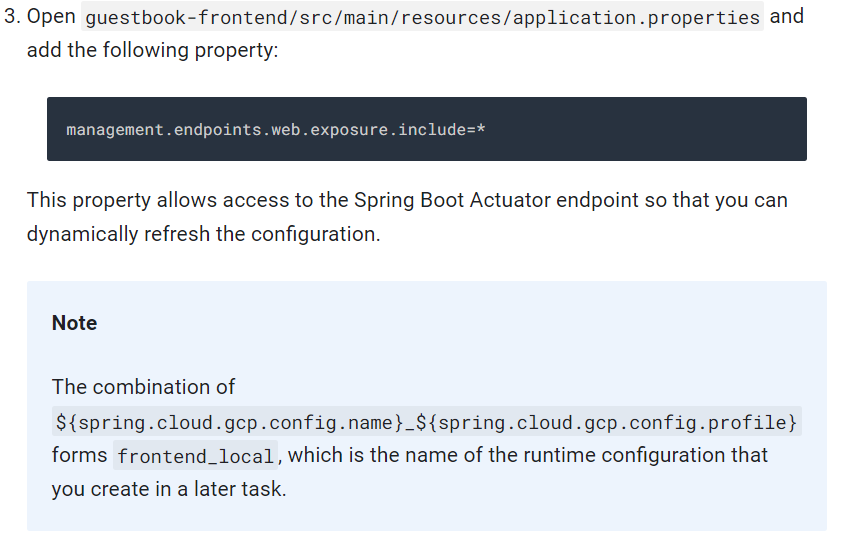 3. Open guestbook-frontend/src/main/resources/application.properties and
add the following property:
management.endpoints.web.exposure.include=*
This property allows access to the Spring Boot Actuator endpoint so that you can
dynamically refresh the configuration.
Note
The combination of
${spring.cloud.gcp.config.name}_${spring.cloud.gcp.config.profile}
forms frontend_local, which is the name of the runtime configuration that
you create in a later task.